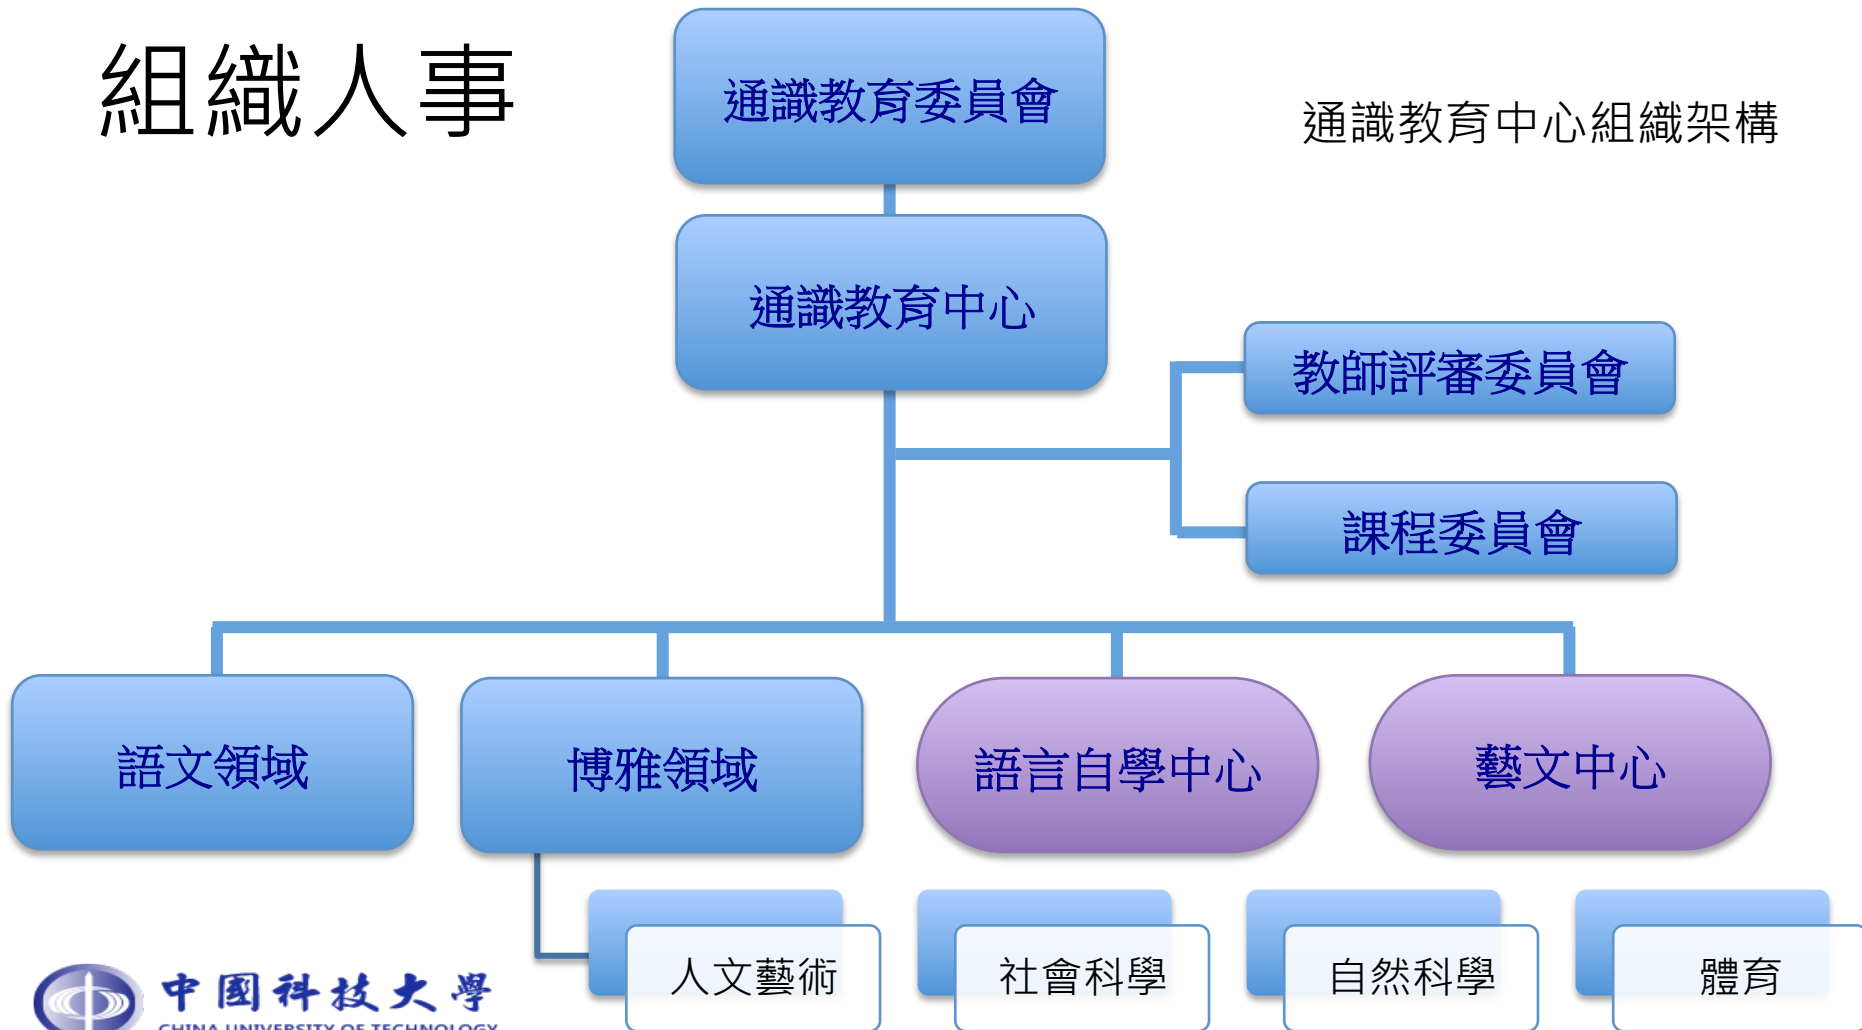 組織人事
通識教育委員會
通識教育中心組織架構
通識教育中心
教師評審委員會
課程委員會
語文領域
博雅領域
語言自學中心
藝文中心
人文藝術
社會科學
自然科學
體育
中國科技大學
CHINA UNIVERSITY OF TECHNOLOGY